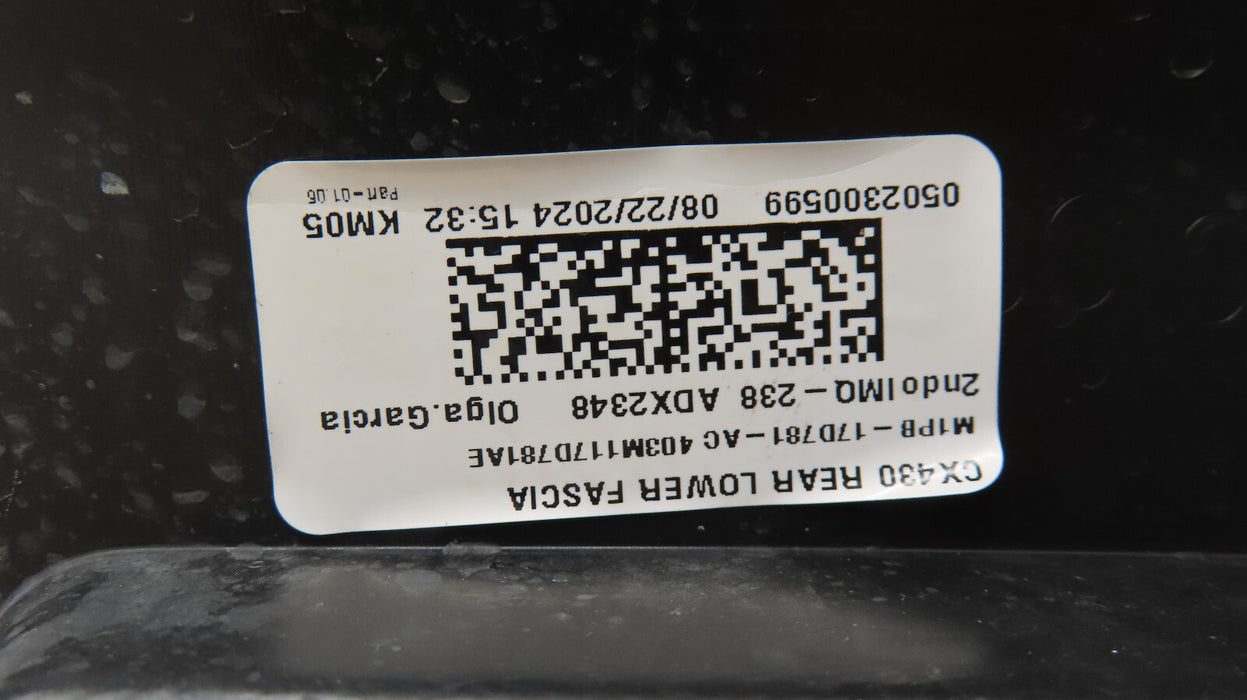 CX430 REAR LOWER FASCIA
M1PB-17D781-AC 403M117D781AE
2ndoIMQ-238 ADX2348 Olga.Garcia
0502300599 08/22/2024 15:32 KM05
Part-01.06